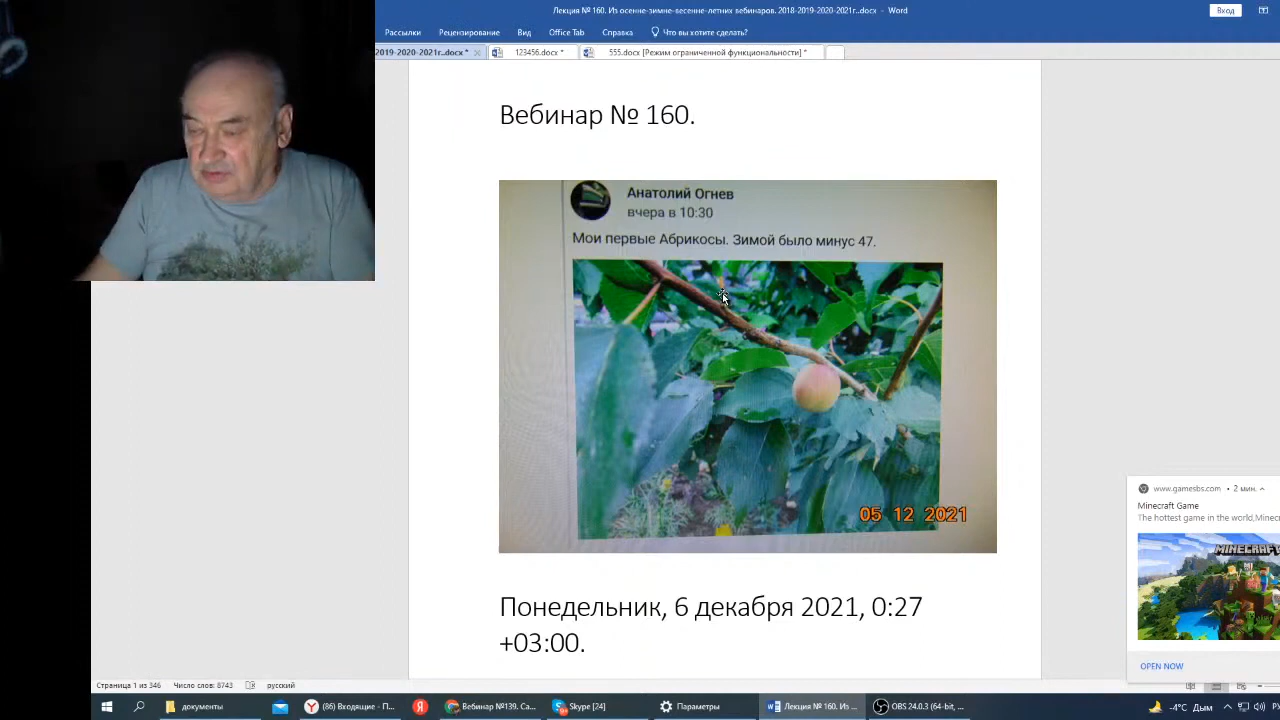 Лекция № 160. Из осенне-зимне-весенне-летних вебинаров. 2018-2019-2020-2021г..docx - Word
Вход
Рассылки Рецензирование Вид Office Tab Справка Что вы хотите сделать?
2019-2020-2021г..docx * 123456.docx * 555.docx [Режим ограниченной функциональности] *
Вебинар № 160.
Анатолий Огнев
вчера в 10:30
Мои первые Абрикосы. Зимой было минус 47.
05 12 2021
Понедельник, 6 декабря 2021, 0:27
+03:00.
www.gamesbs.com • 2 мин.
Minecraft Game
The hottest game in the world,Minec
MINECRAF
OPEN NOW
Страница 1 из 346 Число слов: 8743 русский
документы (86) Входящие - П... Вебинар №139. Са... Skype [24] Параметры Лекция № 160. Из ... OBS 24.0.3 (64-bit, ... -4°C Дым